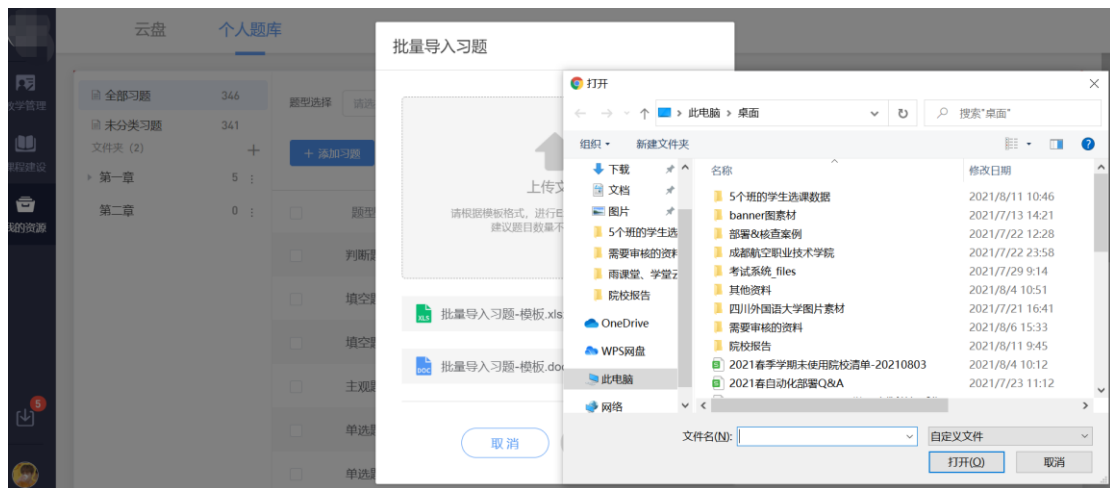 云盘
个人题库
批量导入习题
打开
此电脑 > 桌面
搜索"桌面"
组织
新建文件夹
教学管理
课程建设
我的资源
5
全部习题 346
未分类习题 341
文件夹 (2) +
第一章 5
第二章 0
题型选择 请选
+ 添加习题
题型
判断题
填空题
填空题
主观题
单选题
单选题
上传文
请根据模板格式，进行E
建议题目数量不
XLS 批量导入习题-模板.xls
DOC 批量导入习题-模板.doc
取消
下载
文档
图片
5个班的学生选
需要审核的资料
雨课堂、学堂云
院校报告
OneDrive
WPS网盘
此电脑
网络
名称 修改日期
5个班的学生选课数据 2021/8/11 10:46
banner图素材 2021/7/13 14:21
部署&核查案例 2021/7/22 12:28
成都航空职业技术学院 2021/7/22 23:58
考试系统_files 2021/7/29 9:14
其他资料 2021/8/4 10:51
四川外国语大学图片素材 2021/7/21 16:41
需要审核的资料 2021/8/6 15:33
院校报告 2021/8/11 9:45
2021春季学期未使用院校清单-20210803 2021/8/4 10:12
2021春自动化部署Q&A 2021/7/23 11:12
文件名(N):
自定义文件
打开(O)
取消